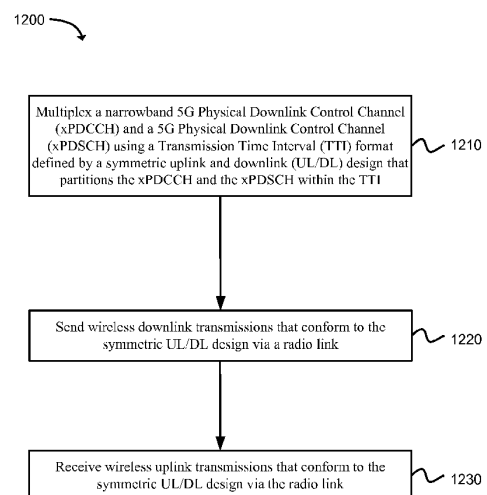 1200
Multiplex a narrowband 5G Physical Downlink Control Channel
(xPDCCH) and a 5G Physical Downlink Control Channel
(xPDSCH) using a Transmission Time Interval (TTI) format
defined by a symmetric uplink and downlink (UL/DL) design that
partitions the xPDCCH and the xPDSCH within the TTI
1210
Send wireless downlink transmissions that conform to the
symmetric UL/DL design via a radio link
1220
Receive wireless uplink transmissions that conform to the
symmetric UL/DL design via the radio link
1230